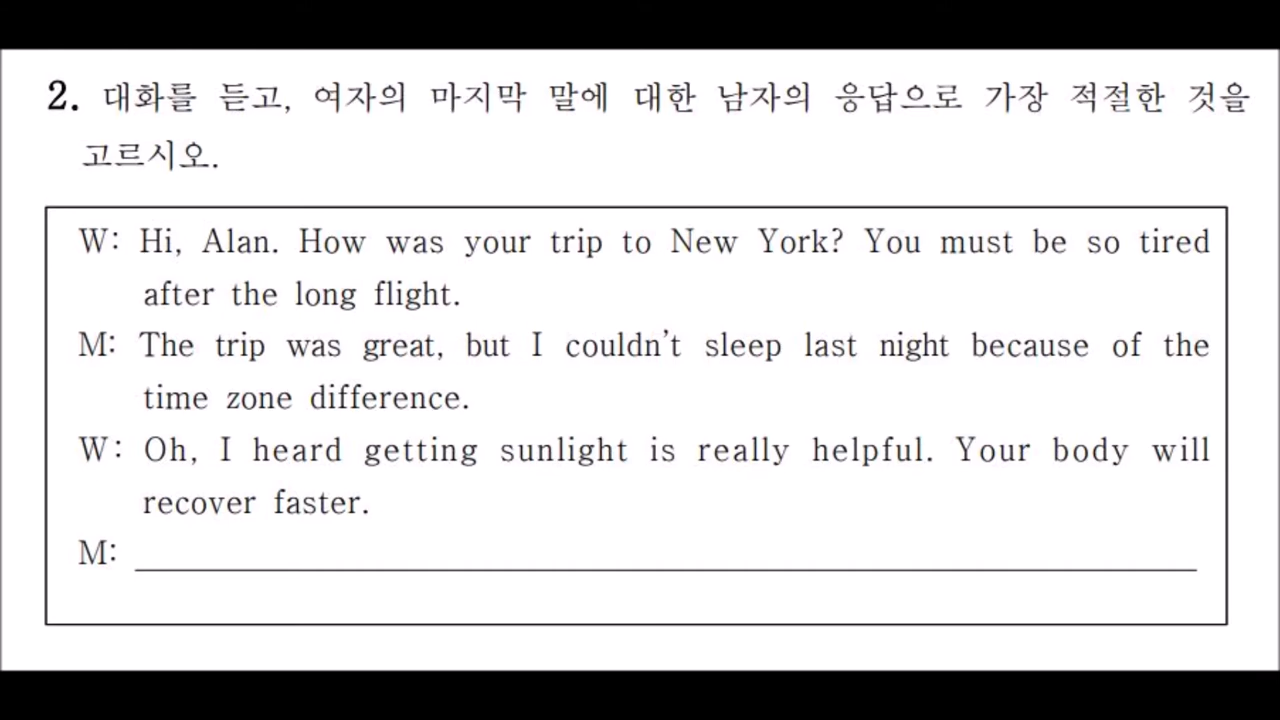 2. 대화를 듣고, 여자의 마지막 말에 대한 남자의 응답으로 가장 적절한 것을
고르시오.
W: Hi, Alan. How was your trip to New York? You must be so tired
after the long flight.
M: The trip was great, but I couldn't sleep last night because of the
time zone difference.
W: Oh, I heard getting sunlight is really helpful. Your body will
recover faster.
M: